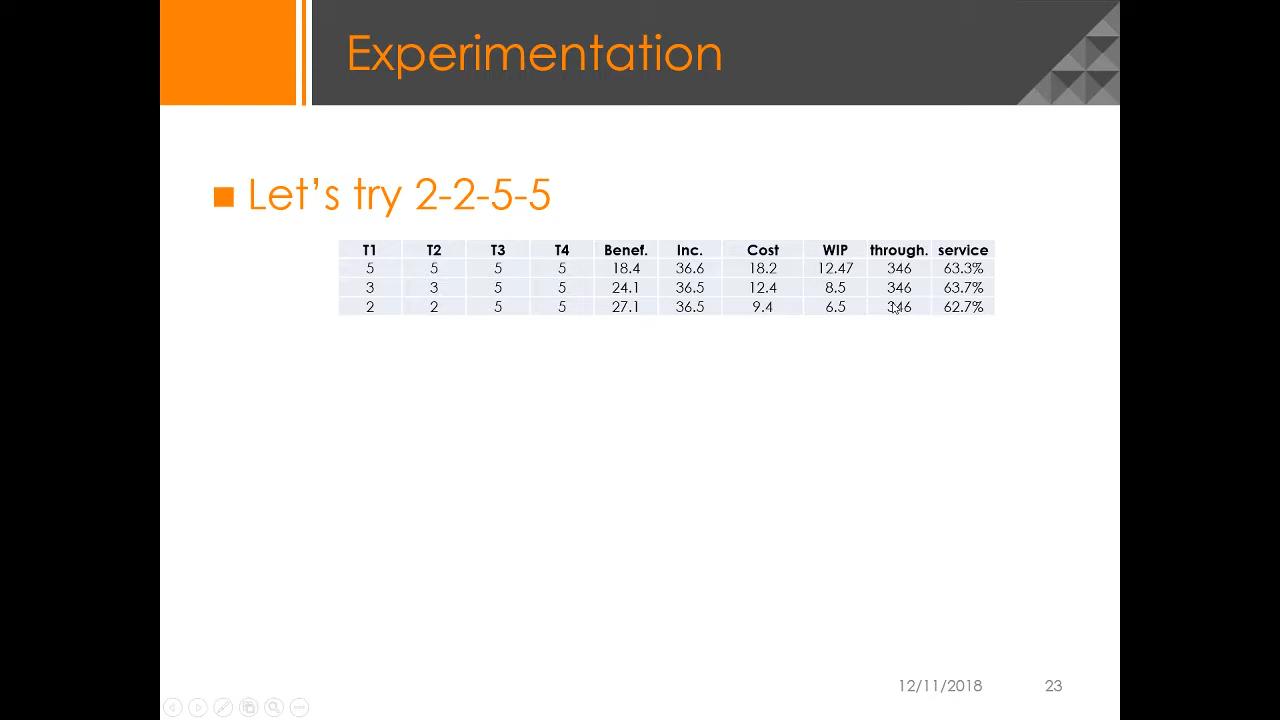 Experimentation
Let's try 2-2-5-5
T1 T2 T3 T4 Benef. Inc. Cost WIP through. service
5 5 5 5 18.4 36.6 18.2 12.47 346 63.3%
3 3 5 5 24.1 36.5 12.4 8.5 346 63.7%
2 2 5 5 27.1 36.5 9.4 6.5 346 62.7%
12/11/2018 23